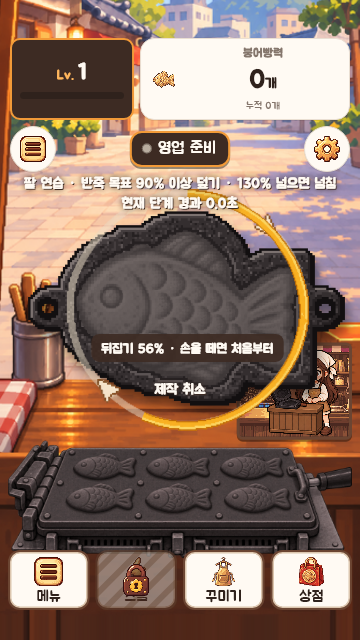 Lv.1
붕어빵력
0개
누적 0개
영업 준비
팥 연습 · 반죽 목표 90% 이상 덮기 · 130% 넘으면 넘침
현재 단계 경과 0.0초
뒤집기 56% · 손을 떼면 처음부터
제작 취소
메뉴
꾸미기
상점